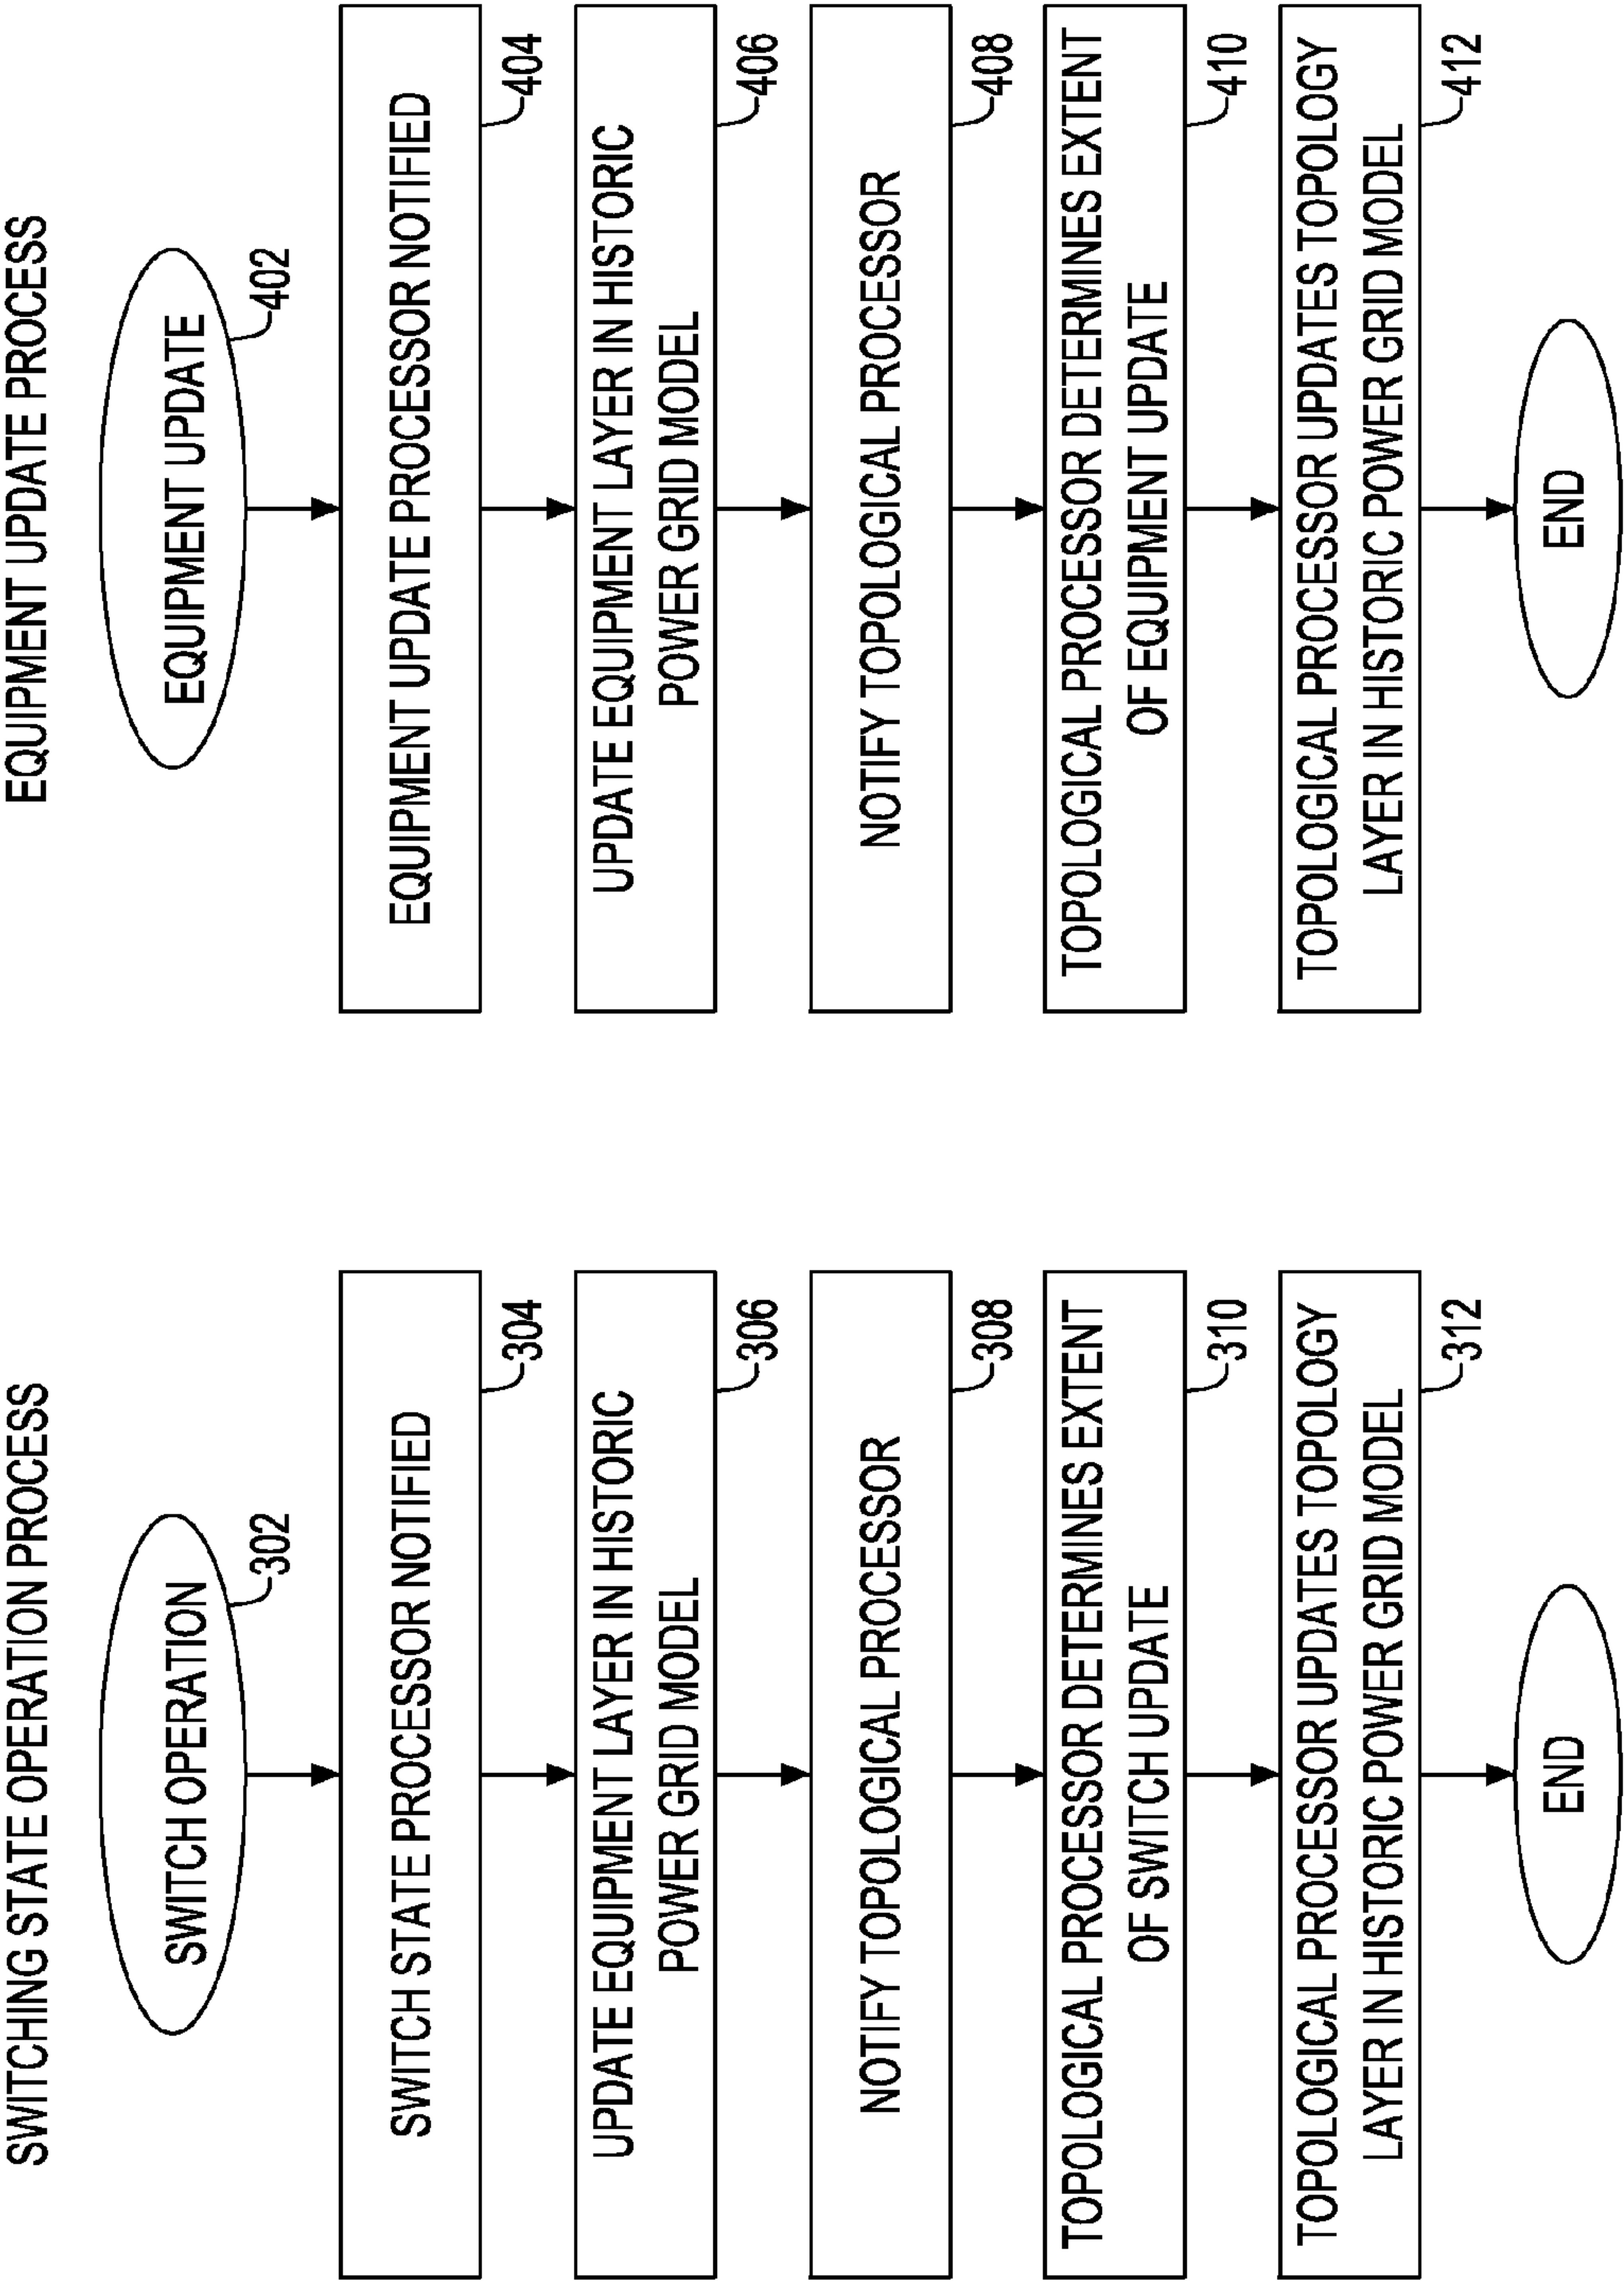 SWITCHING STATE OPERATION PROCESS
SWITCH OPERATION
302
SWITCH STATE PROCESSOR NOTIFIED
304
UPDATE EQUIPMENT LAYER IN HISTORIC
POWER GRID MODEL
306
NOTIFY TOPOLOGICAL PROCESSOR
308
TOPOLOGICAL PROCESSOR DETERMINES EXTENT
OF SWITCH UPDATE
310
TOPOLOGICAL PROCESSOR UPDATES TOPOLOGY
LAYER IN HISTORIC POWER GRID MODEL
312
END
EQUIPMENT UPDATE PROCESS
EQUIPMENT UPDATE
402
EQUIPMENT UPDATE PROCESSOR NOTIFIED
404
UPDATE EQUIPMENT LAYER IN HISTORIC
POWER GRID MODEL
406
NOTIFY TOPOLOGICAL PROCESSOR
408
TOPOLOGICAL PROCESSOR DETERMINES EXTENT
OF EQUIPMENT UPDATE
410
TOPOLOGICAL PROCESSOR UPDATES TOPOLOGY
LAYER IN HISTORIC POWER GRID MODEL
412
END